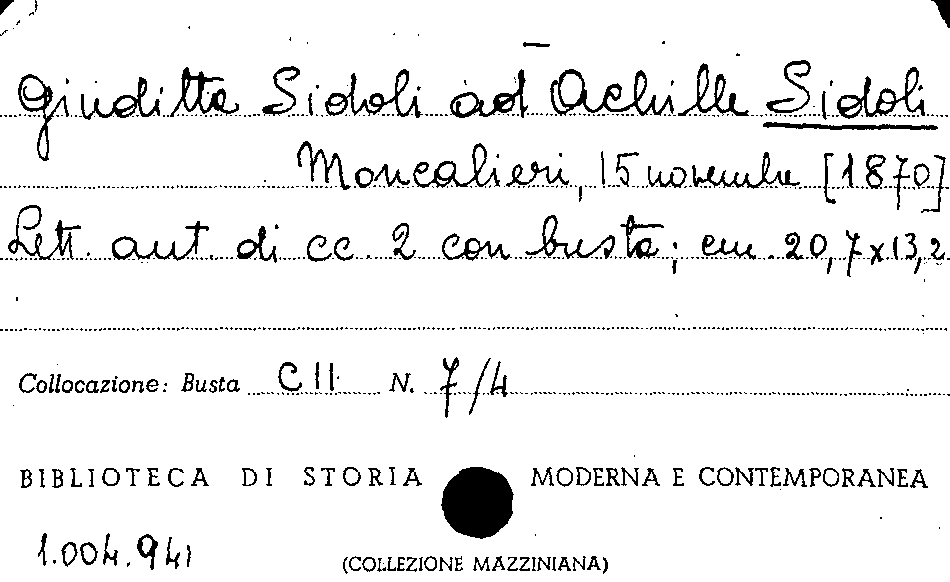 Giuditta Sidoli ad Achille Sidoli
Moncalieri, 15 novembre [1870]
Lett. aut. di cc. 2 con busta; cm. 20,7x13,2
Collocazione: Busta CII N. 7/4
BIBLIOTECA DI STORIA MODERNA E CONTEMPORANEA
1.004.941
(COLLEZIONE MAZZINIANA)